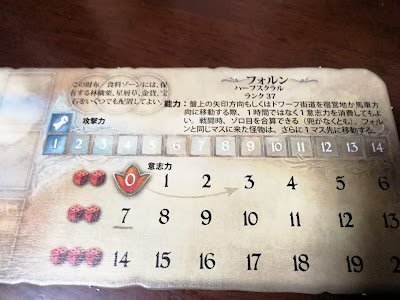 フォルン
ハーフスクラル
ランク 37
この財布／食料ゾーンには、保
有する林檎薬、星屑草、金貨、宝
石をいくつでも配置してよい。
能力：盤上の矢印方向もしくはドワーフ街道を宿営地か馬車方
向に移動する際、1時間ではなく1意志力を消費してもよ
い。戦闘時、ゾロ目を合算できる（兜がなくとも）。フォル
ンと同じマスに来た怪物は、さらに1マス先に移動する。
攻撃力
1 2 3 4 5 6 7 8 9 10 11 12 13 14
意志力
0 1 2 3 4 5 6
7 8 9 10 11 12 13
14 15 16 17 18 19